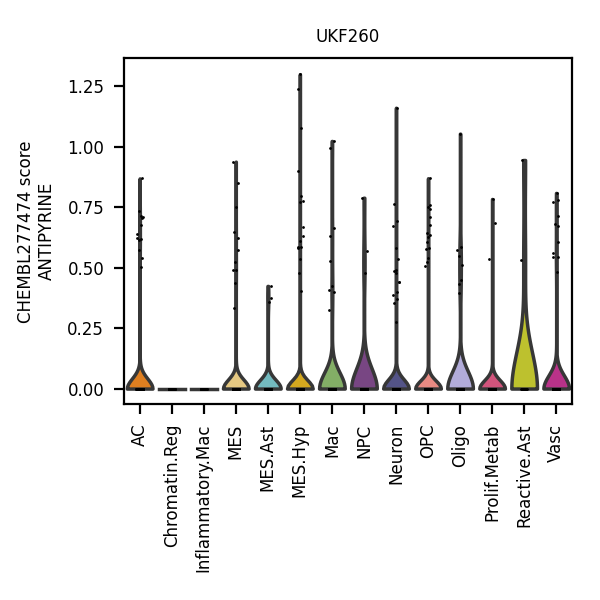 UKF260
CHEMBL277474 score
ANTIPYRINE
1.25
1.00
0.75
0.50
0.25
0.00
AC
Chromatin.Reg
Inflammatory.Mac
MES
MES.Ast
MES.Hyp
Mac
NPC
Neuron
OPC
Oligo
Prolif.Metab
Reactive.Ast
Vasc